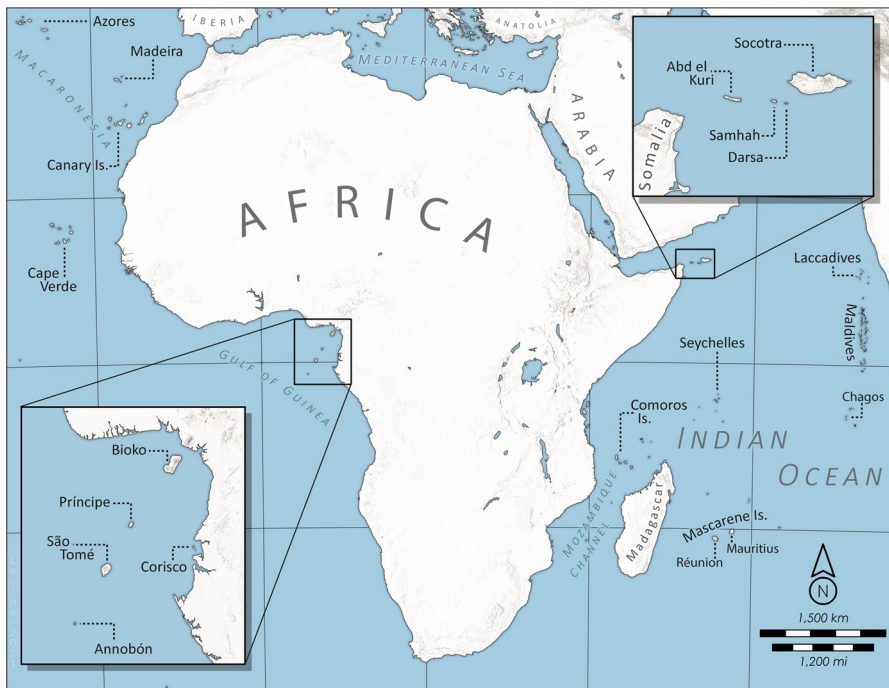 Azores
IBERIA
ANATOLIA
Madeira
MACARONESIA
MEDITERRANEAN SEA
Canary Is.
Socotra
Abd el
Kuri
Samhah
Darsa
Somalia
ARABIA
AFRICA
Cape
Verde
Laccadives
Maldives
GULF OF GUINEA
Seychelles
Chagos
Comoros
Is.
INDIAN
OCEAN
Bioko
Príncipe
São
Tomé
Corisco
Annobón
MOZAMBIQUE
CHANNEL
Madagascar
Mascarene Is.
Réunion
Mauritius
N
1,500 km
1,200 mi